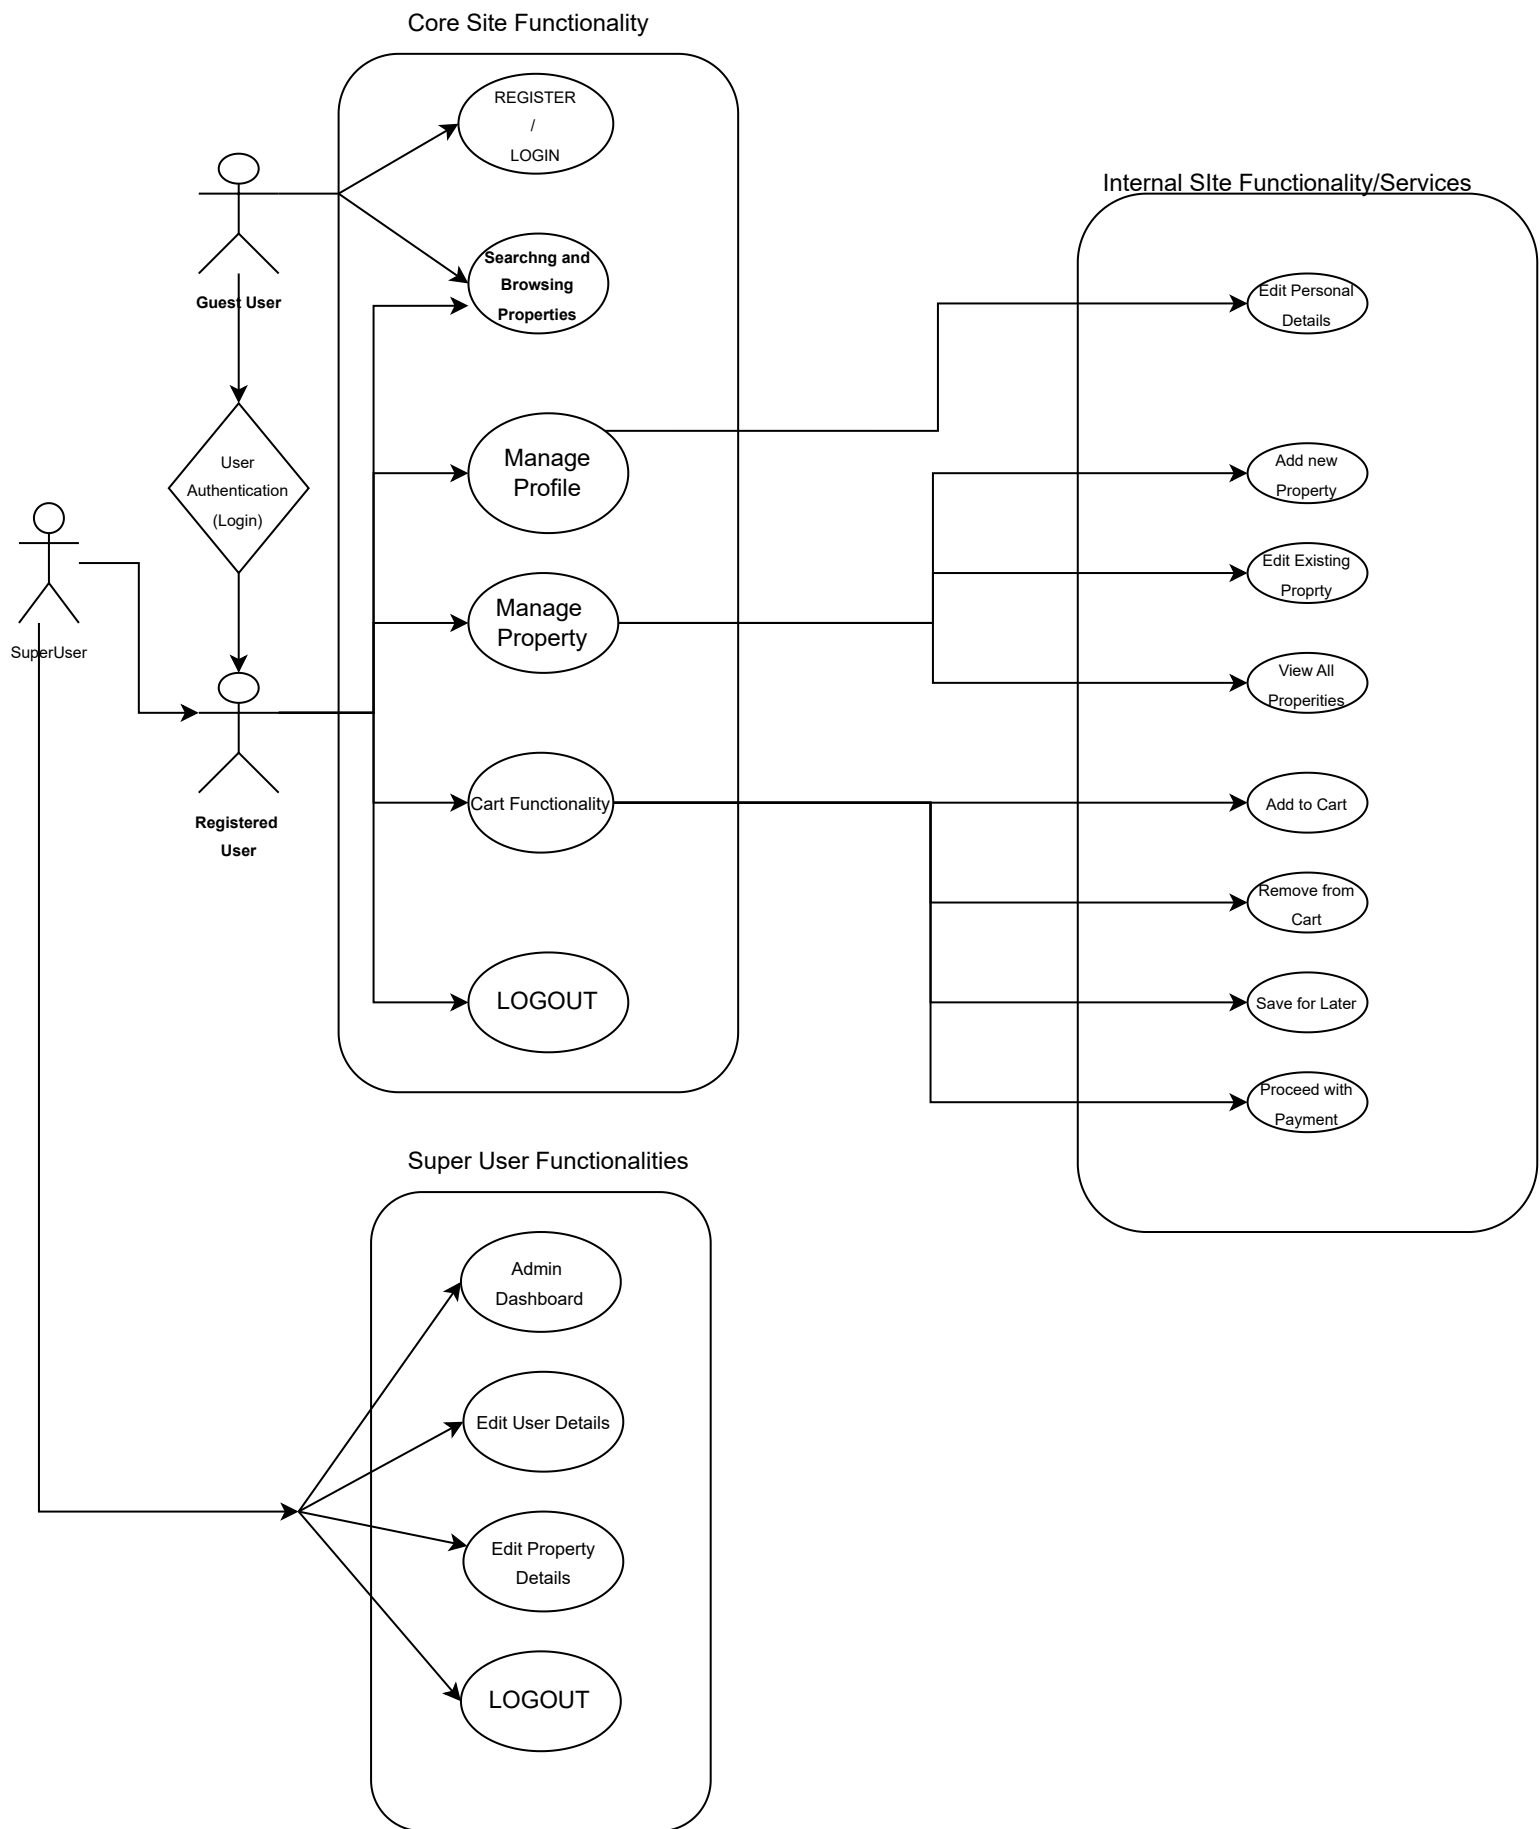 Core Site Functionality
REGISTER
/
LOGIN
Internal SIte Functionality/Services
Searchng and
Browsing
Properties
Guest User
Edit Personal
Details
User
Authentication
(Login)
Manage
Profile
Add new
Property
Edit Existing
Proprty
SuperUser
Manage
Property
View All
Properities
Registered
User
Cart Functionality
Add to Cart
Remove from
Cart
LOGOUT
Save for Later
Proceed with
Payment
Super User Functionalities
Admin
Dashboard
Edit User Details
Edit Property
Details
LOGOUT